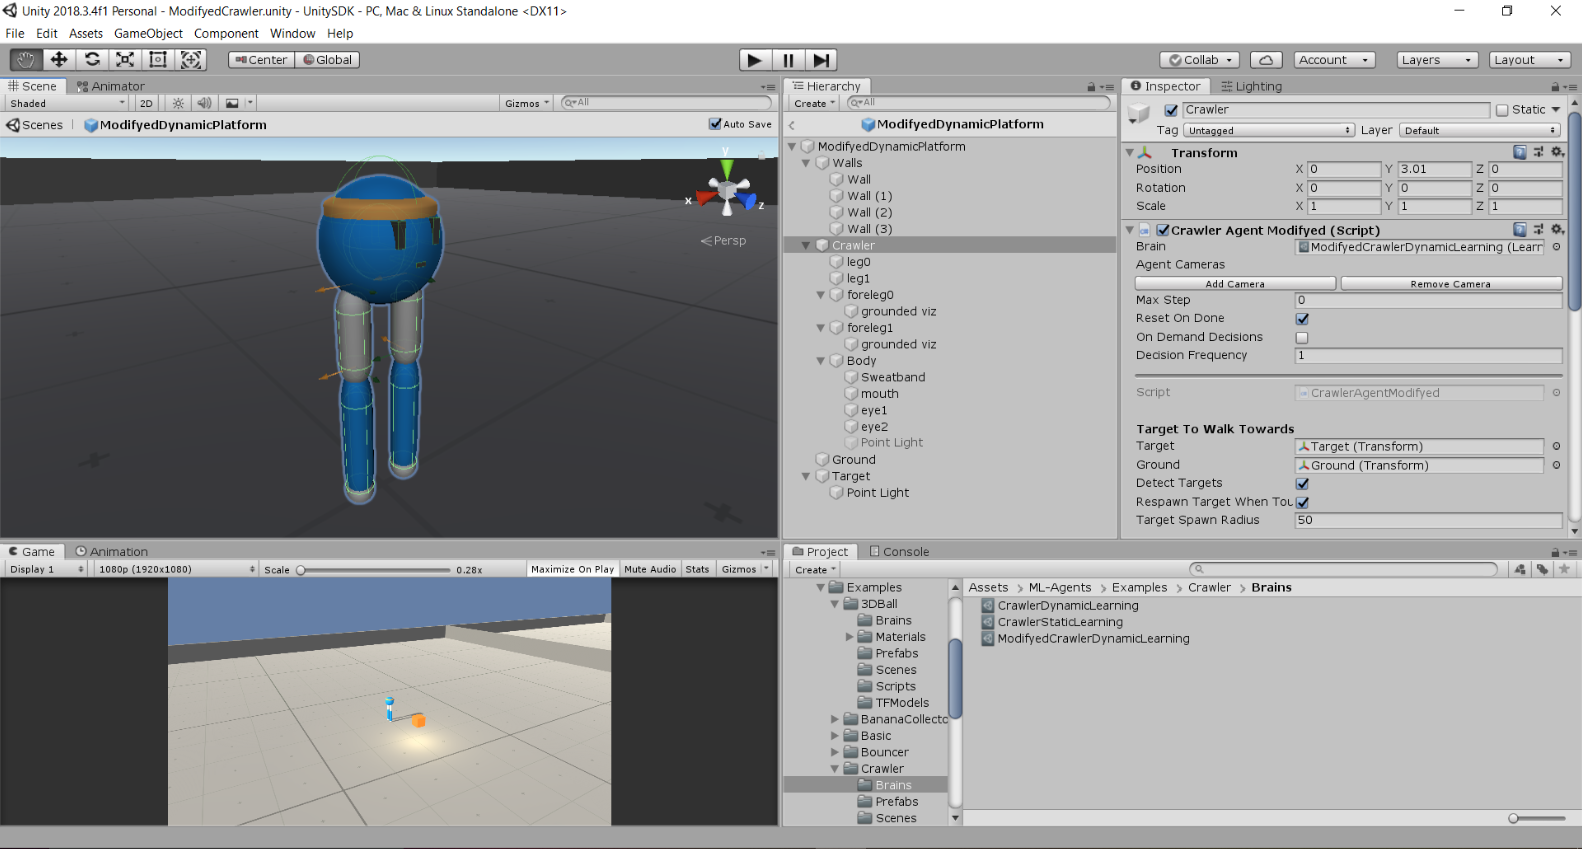 Unity 2018.3.4f1 Personal - ModifyedCrawler.unity - UnitySDK - PC, Mac & Linux Standalone <DX11>
File Edit Assets GameObject Component Window Help
Center Global Collab Account Layers Layout
Scene Animator
Shaded 2D Gizmos All
Scenes ModifyedDynamicPlatform Auto Save
y
x
z
Persp
Game Animation
Display 1 1080p (1920x1080) Scale 0.28x Maximize On Play Mute Audio Stats Gizmos
Hierarchy
Create All
ModifyedDynamicPlatform
ModifyedDynamicPlatform
Walls
Wall
Wall (1)
Wall (2)
Wall (3)
Crawler
leg0
leg1
foreleg0
grounded viz
foreleg1
grounded viz
Body
Sweatband
mouth
eye1
eye2
Point Light
Ground
Target
Point Light
Inspector Lighting
Crawler Static
Tag Untagged Layer Default
Transform
Position X 0 Y 3.01 Z 0
Rotation X 0 Y 0 Z 0
Scale X 1 Y 1 Z 1
Crawler Agent Modifyed (Script)
Brain ModifyedCrawlerDynamicLearning (Learr
Agent Cameras
Add Camera Remove Camera
Max Step 0
Reset On Done
On Demand Decisions
Decision Frequency 1
Script CrawlerAgentModifyed
Target To Walk Towards
Target Target (Transform)
Ground Ground (Transform)
Detect Targets
Respawn Target When Tou
Target Spawn Radius 50
Project Console
Create
Examples
3DBall
Brains
Materials
Prefabs
Scenes
Scripts
TFModels
BananaCollecto
Basic
Bouncer
Crawler
Brains
Prefabs
Scenes
Assets ML-Agents Examples Crawler Brains
CrawlerDynamicLearning
CrawlerStaticLearning
ModifyedCrawlerDynamicLearning